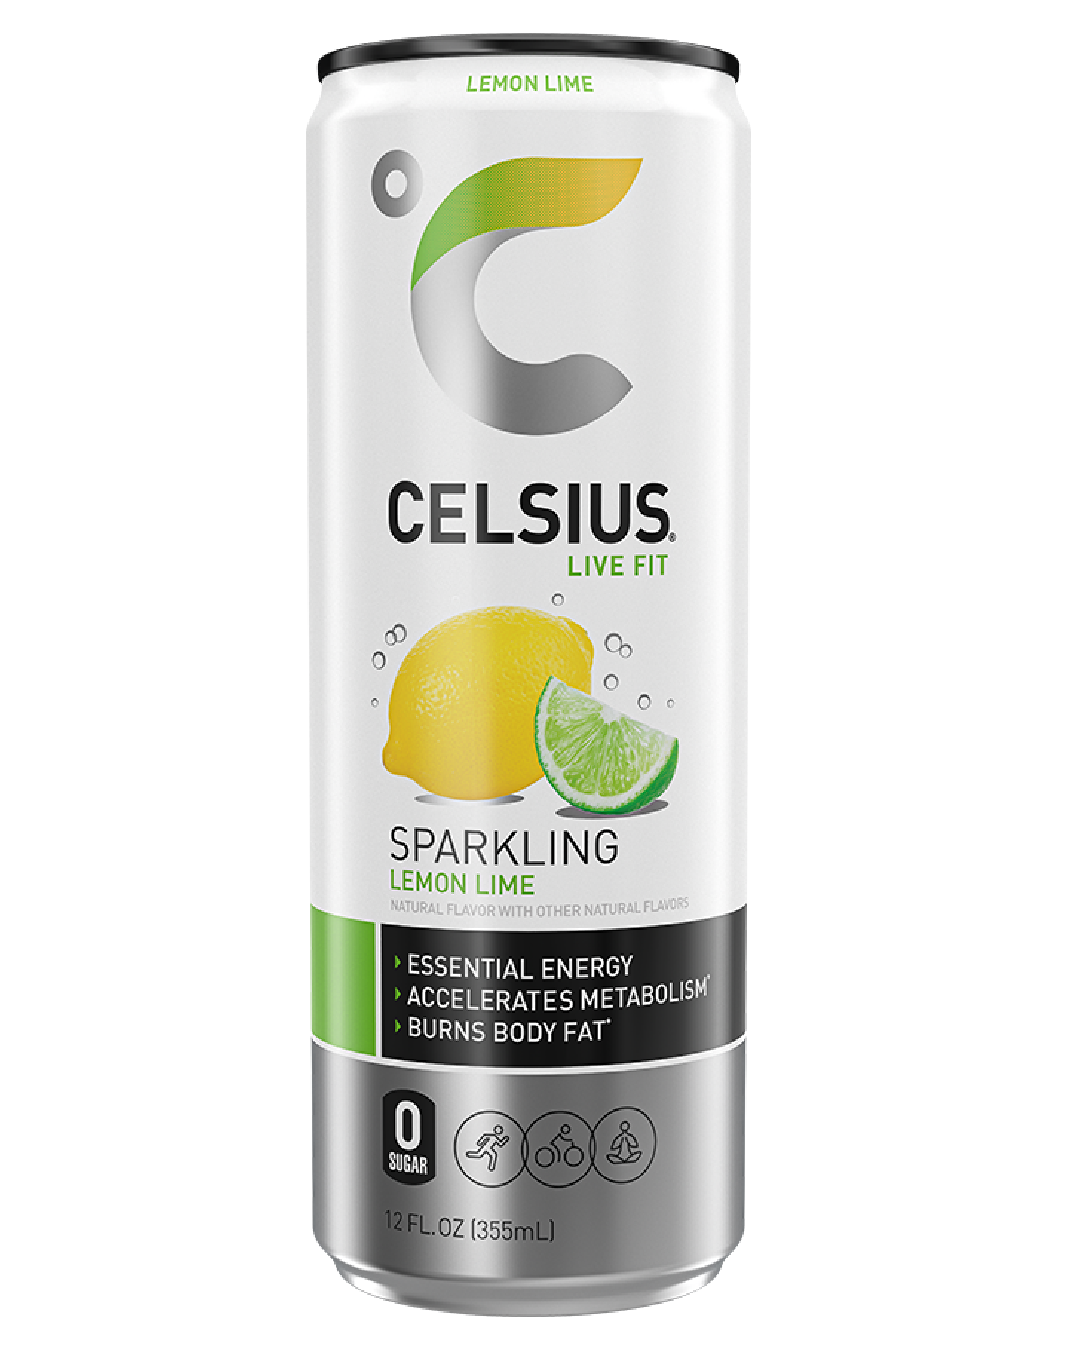 LEMON LIME
CELSIUS®
LIVE FIT
SPARKLING
LEMON LIME
NATURAL FLAVOR WITH OTHER NATURAL FLAVORS
ESSENTIAL ENERGY
ACCELERATES METABOLISM*
BURNS BODY FAT*
0
SUGAR
12 FL. OZ (355mL)